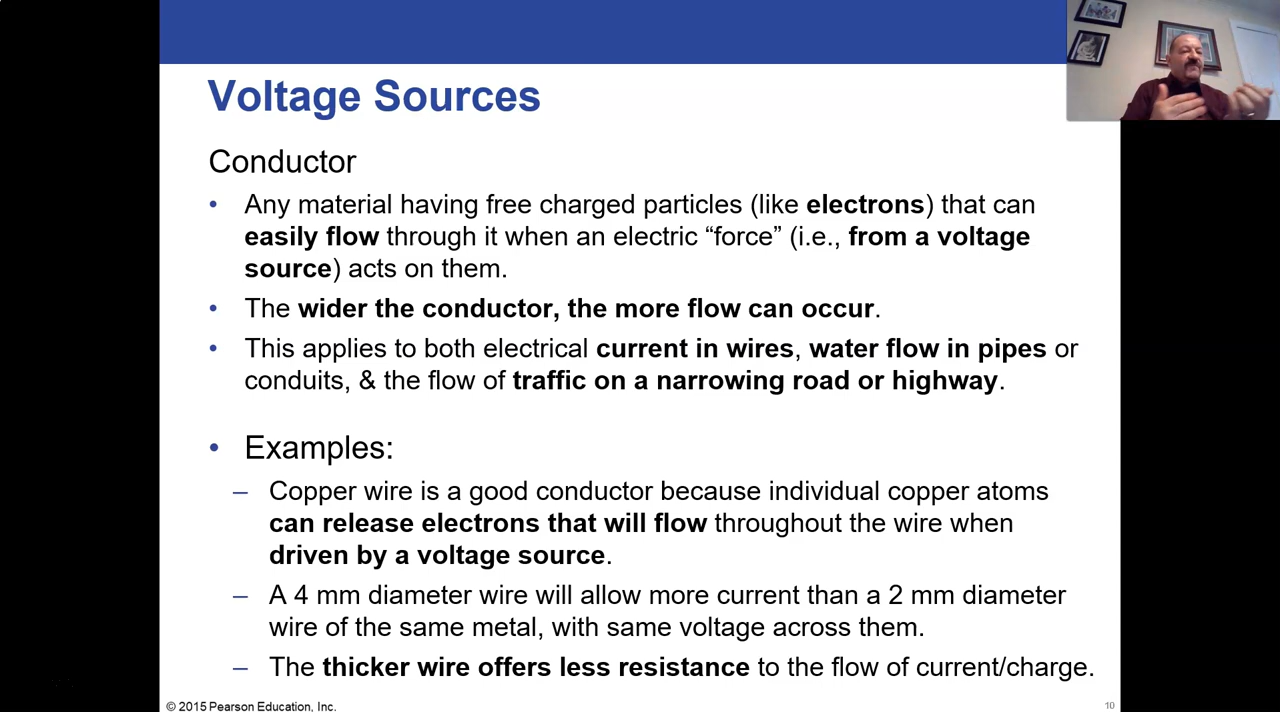 Voltage Sources
Conductor
• Any material having free charged particles (like electrons) that can
easily flow through it when an electric “force” (i.e., from a voltage
source) acts on them.
• The wider the conductor, the more flow can occur.
• This applies to both electrical current in wires, water flow in pipes or
conduits, & the flow of traffic on a narrowing road or highway.
• Examples:
– Copper wire is a good conductor because individual copper atoms
can release electrons that will flow throughout the wire when
driven by a voltage source.
– A 4 mm diameter wire will allow more current than a 2 mm diameter
wire of the same metal, with same voltage across them.
– The thicker wire offers less resistance to the flow of current/charge.
© 2015 Pearson Education, Inc.
10